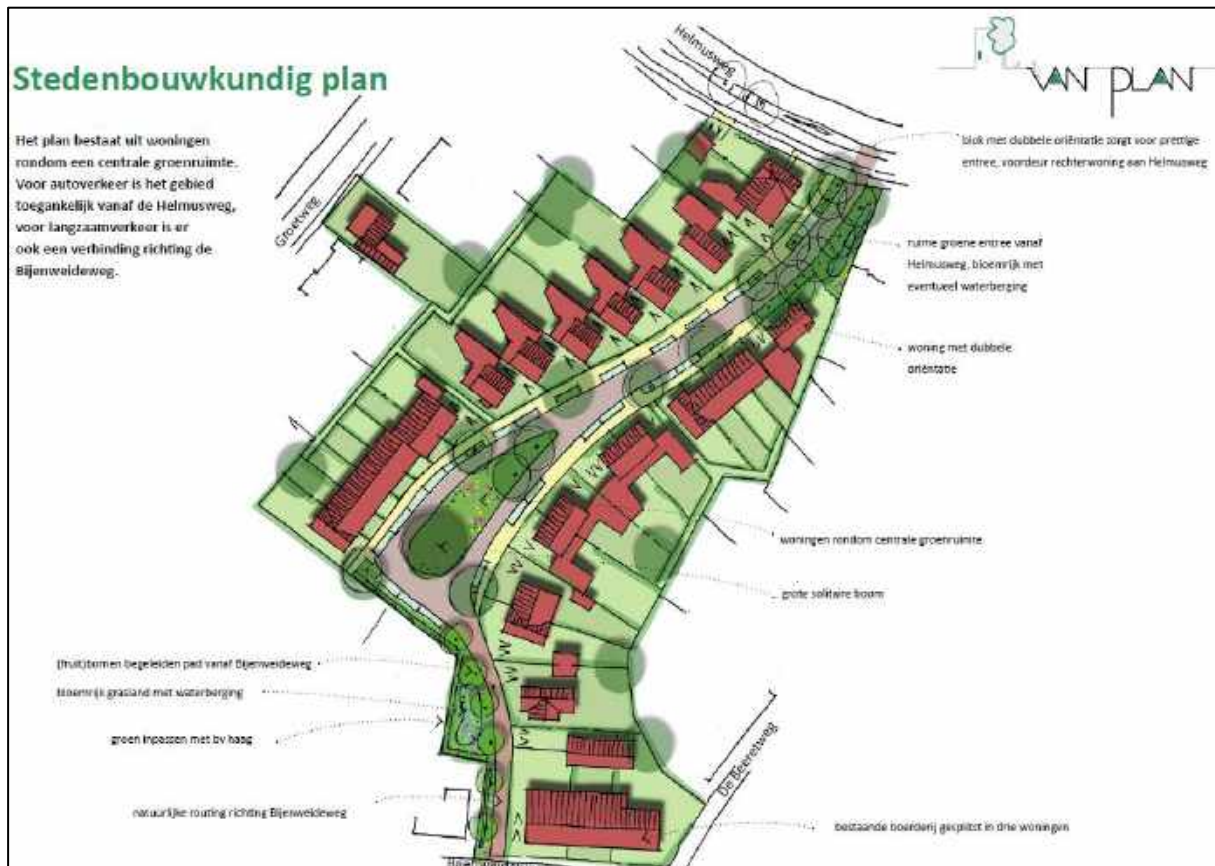 Stedenbouwkundig plan
Het plan bestaat uit woningen
rondom een centrale groenruimte.
Voor autoverkeer is het gebied
toegankelijk vanaf de Helmusweg,
voor langzaamverkeer is er
ook een verbinding richting de
Bijenweideweg.
Helmusweg
VAN PLAN
blok met dubbele oriëntatie zorgt voor prettige
entree, voordeur rechterwoning aan Helmusweg
Groetweg
ruime groene entree vanaf
Helmusweg, bloemrijk met
eventueel waterberging
woning met dubbele
oriëntatie
woningen rondom centrale groenruimte
grote solitaire boom
(fruit)bomen begeleiden pad vanaf Bijenweideweg
bloemrijk grasland met waterberging
groen inpassen met bv haag
De Beeretweg
natuurlijke routing richting Bijenweideweg
bestaande boerderij gesplitst in drie woningen